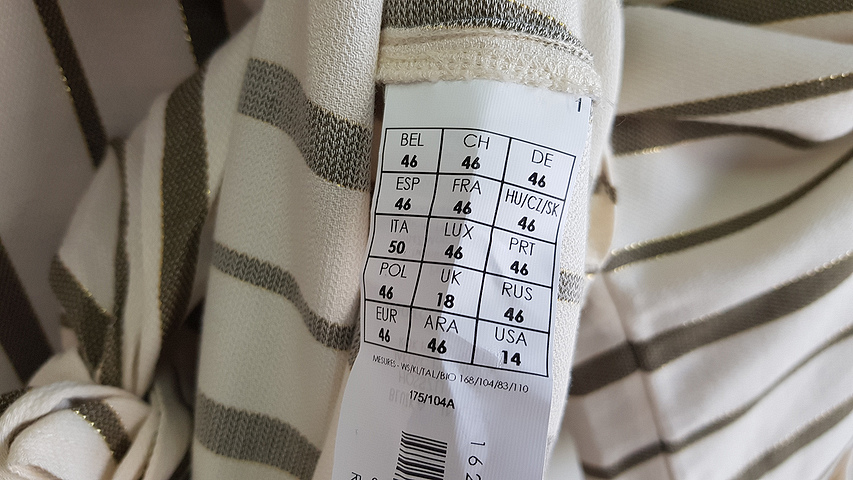 1
BEL CH DE
46 46 46
ESP FRA HU/CZ/SK
46 46 46
ITA LUX PRT
50 46 46
POL UK RUS
46 18 46
EUR ARA USA
46 46 14
MESURES - WS/KL/TAL/BIO 168/104/83/110
175/104A
162